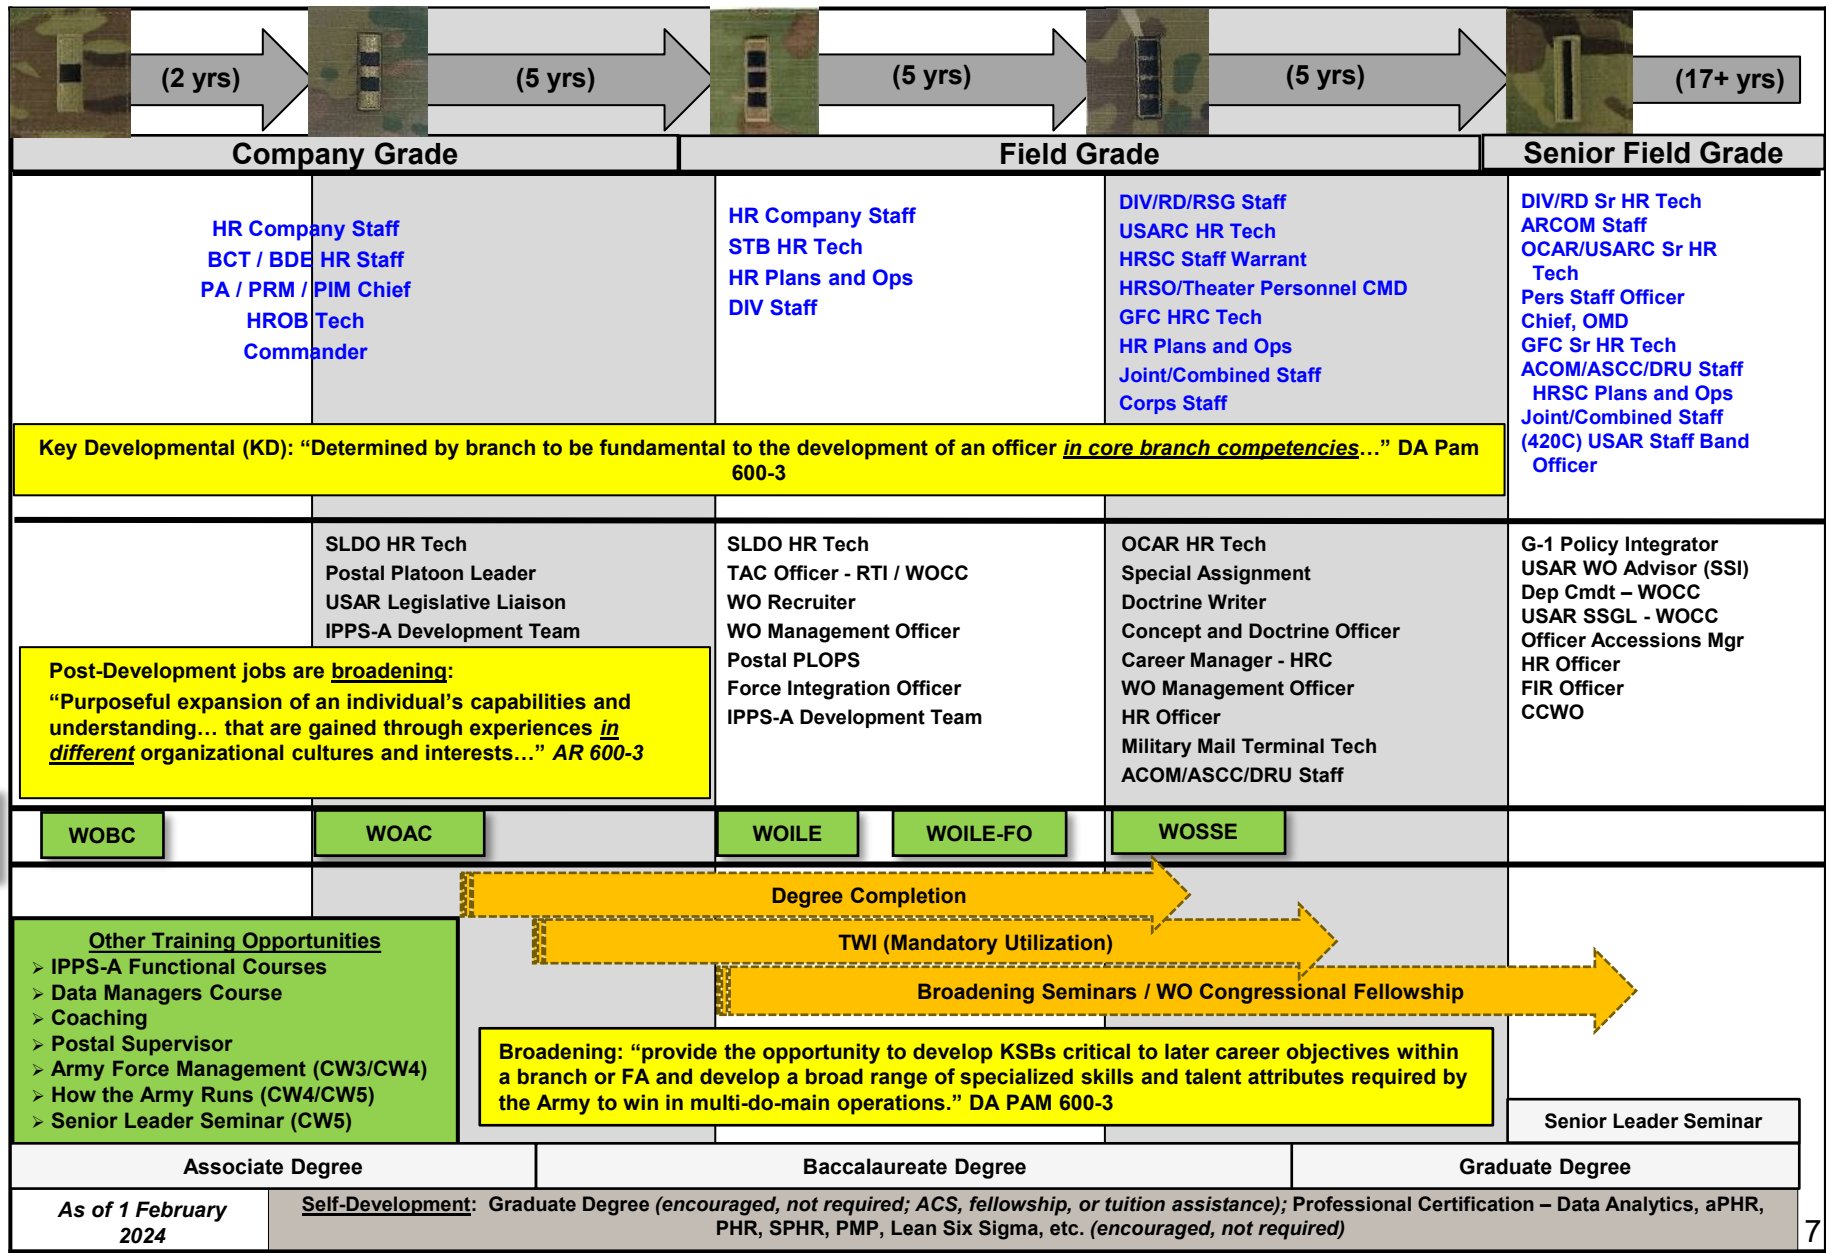 (2 yrs)
(5 yrs)
(5 yrs)
(5 yrs)
(17+ yrs)
Company Grade
Field Grade
Senior Field Grade
HR Company Staff
BCT / BDE HR Staff
PA / PRM / PIM Chief
HROB Tech
Commander
HR Company Staff
STB HR Tech
HR Plans and Ops
DIV Staff
DIV/RD/RSG Staff
USARC HR Tech
HRSC Staff Warrant
HRSO/Theater Personnel CMD
GFC HRC Tech
HR Plans and Ops
Joint/Combined Staff
Corps Staff
DIV/RD Sr HR Tech
ARCOM Staff
OCAR/USARC Sr HR
Tech
Pers Staff Officer
Chief, OMD
GFC Sr HR Tech
ACOM/ASCC/DRU Staff
HRSC Plans and Ops
Joint/Combined Staff
(420C) USAR Staff Band
Officer
Key Developmental (KD): “Determined by branch to be fundamental to the development of an officer in core branch competencies…” DA Pam
600-3
SLDO HR Tech
Postal Platoon Leader
USAR Legislative Liaison
IPPS-A Development Team
SLDO HR Tech
TAC Officer - RTI / WOCC
WO Recruiter
WO Management Officer
Postal PLOPS
Force Integration Officer
IPPS-A Development Team
OCAR HR Tech
Special Assignment
Doctrine Writer
Concept and Doctrine Officer
Career Manager - HRC
WO Management Officer
HR Officer
Military Mail Terminal Tech
ACOM/ASCC/DRU Staff
G-1 Policy Integrator
USAR WO Advisor (SSI)
Dep Cmdt – WOCC
USAR SSGL - WOCC
Officer Accessions Mgr
HR Officer
FIR Officer
CCWO
Post-Development jobs are broadening:
“Purposeful expansion of an individual’s capabilities and
understanding… that are gained through experiences in
different organizational cultures and interests…” AR 600-3
WOBC
WOAC
WOILE
WOILE-FO
WOSSE
Degree Completion
TWI (Mandatory Utilization)
Broadening Seminars / WO Congressional Fellowship
Other Training Opportunities
➢ IPPS-A Functional Courses
➢ Data Managers Course
➢ Coaching
➢ Postal Supervisor
➢ Army Force Management (CW3/CW4)
➢ How the Army Runs (CW4/CW5)
➢ Senior Leader Seminar (CW5)
Broadening: “provide the opportunity to develop KSBs critical to later career objectives within
a branch or FA and develop a broad range of specialized skills and talent attributes required by
the Army to win in multi-do-main operations.” DA PAM 600-3
Senior Leader Seminar
Associate Degree
Baccalaureate Degree
Graduate Degree
As of 1 February
2024
Self-Development: Graduate Degree (encouraged, not required; ACS, fellowship, or tuition assistance); Professional Certification – Data Analytics, aPHR,
PHR, SPHR, PMP, Lean Six Sigma, etc. (encouraged, not required)
7